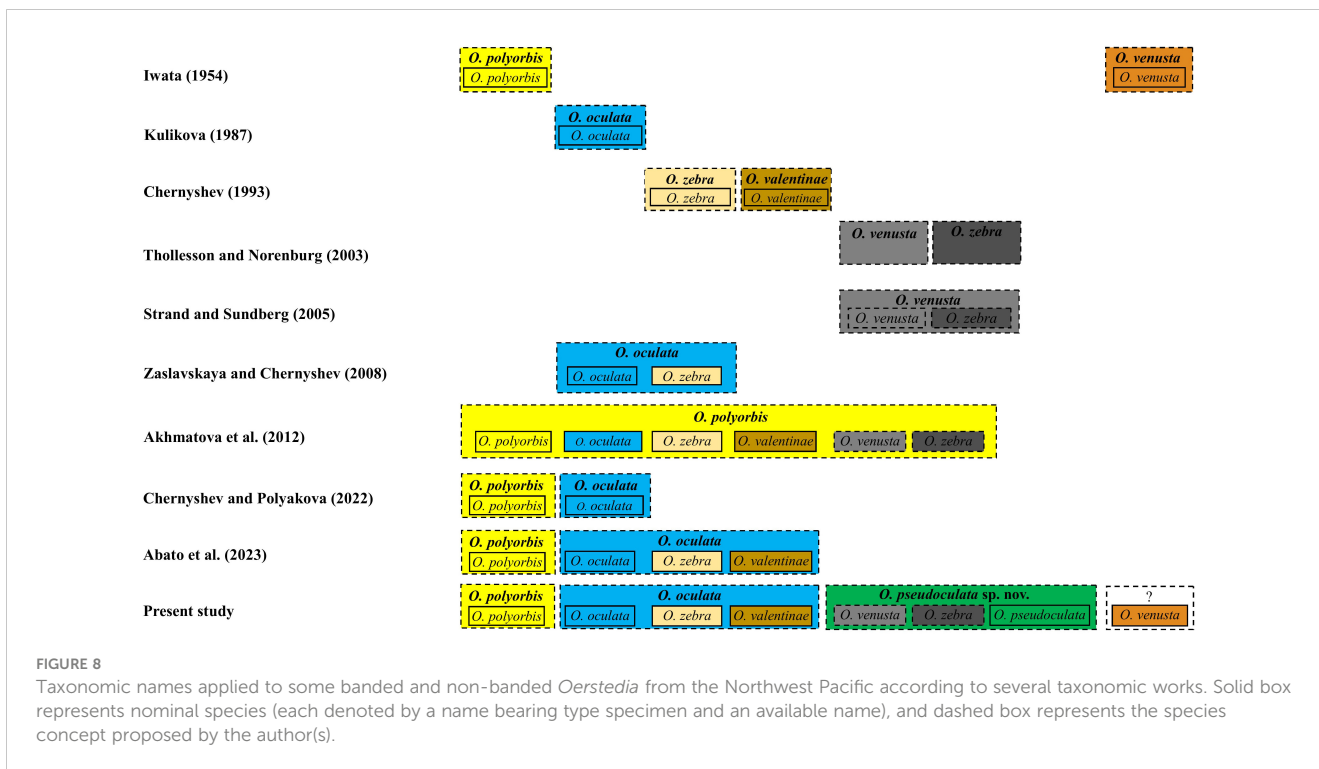 Iwata (1954)
O. polyorbis
O. polyorbis
O. venusta
O. venusta
Kulikova (1987)
O. oculata
O. oculata
Chernyshev (1993)
O. zebra
O. zebra
O. valentinae
O. valentinae
Thollesson and Norenburg (2003)
O. venusta
O. zebra
Strand and Sundberg (2005)
O. venusta
O. venusta
O. zebra
Zaslavskaya and Chernyshev (2008)
O. oculata
O. oculata
O. zebra
Akhmatova et al. (2012)
O. polyorbis
O. polyorbis
O. oculata
O. zebra
O. valentinae
O. venusta
O. zebra
Chernyshev and Polyakova (2022)
O. polyorbis
O. polyorbis
O. oculata
O. oculata
Abato et al. (2023)
O. polyorbis
O. polyorbis
O. oculata
O. oculata
O. zebra
O. valentinae
Present study
O. polyorbis
O. polyorbis
O. oculata
O. oculata
O. zebra
O. valentinae
O. pseudoculata sp. nov.
O. venusta
O. zebra
O. pseudoculata
?
O. venusta
FIGURE 8
Taxonomic names applied to some banded and non-banded Oerstedia from the Northwest Pacific according to several taxonomic works. Solid box
represents nominal species (each denoted by a name bearing type specimen and an available name), and dashed box represents the species
concept proposed by the author(s).